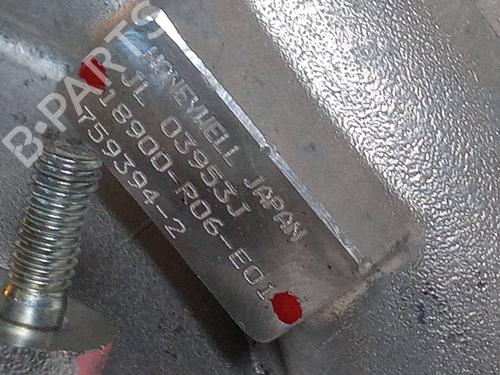 HONEYWELL JAPAN
JL 03953J
18900-R06-E01
759394-2
B-PARTS